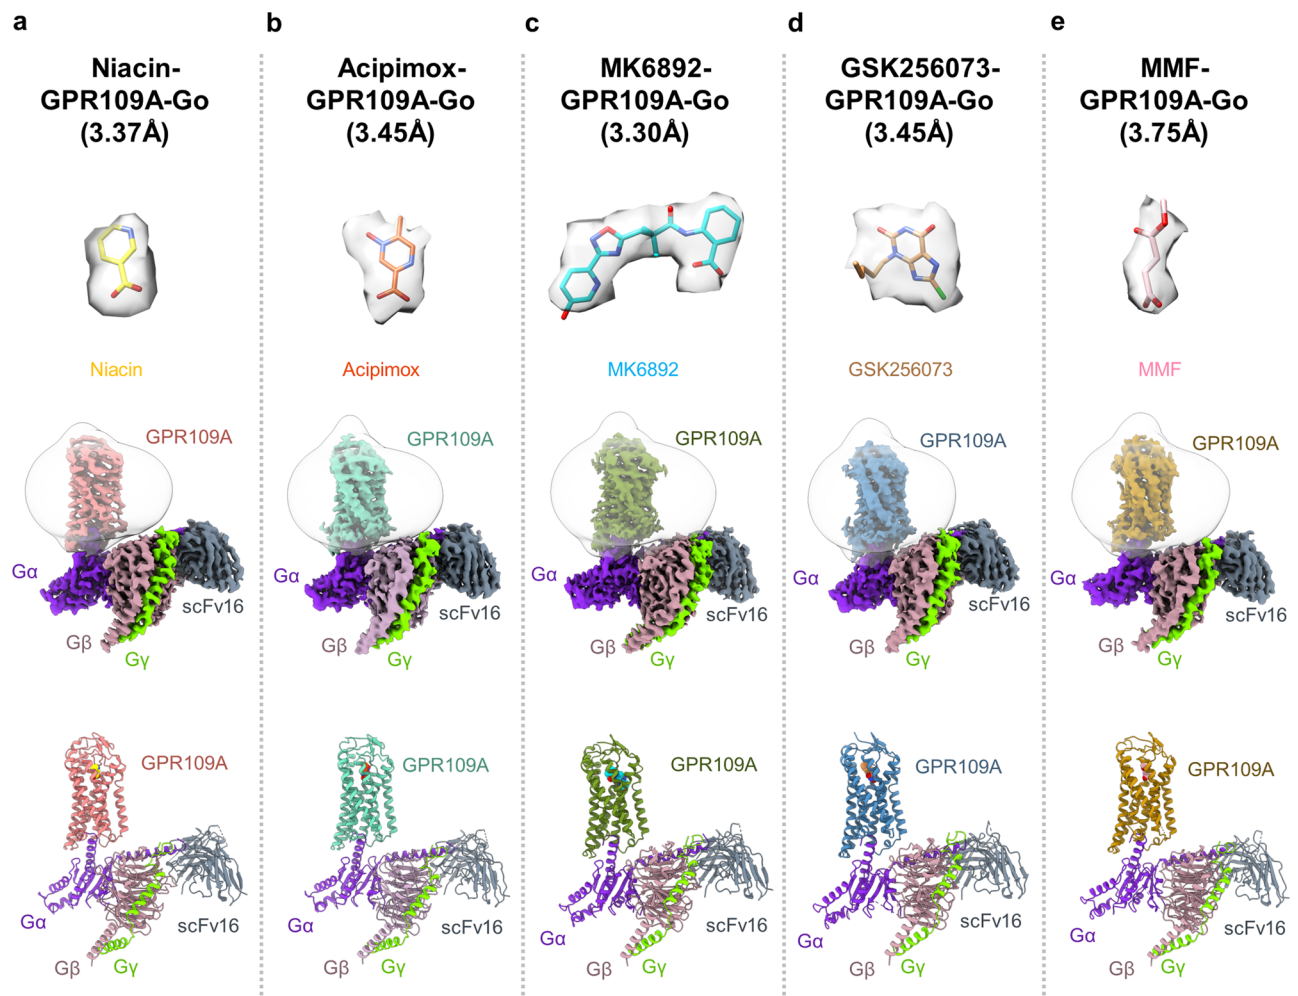 a
Niacin-
GPR109A-Go
(3.37Å)
Niacin
GPR109A
Gα
scFv16
Gβ
Gγ
GPR109A
Gα
scFv16
Gβ
Gγ
b
Acipimox-
GPR109A-Go
(3.45Å)
Acipimox
GPR109A
Gα
scFv16
Gβ
Gγ
GPR109A
Gα
scFv16
Gβ
Gγ
c
MK6892-
GPR109A-Go
(3.30Å)
MK6892
GPR109A
Gα
scFv16
Gβ
Gγ
GPR109A
Gα
scFv16
Gβ
Gγ
d
GSK256073-
GPR109A-Go
(3.45Å)
GSK256073
GPR109A
Gα
scFv16
Gβ
Gγ
GPR109A
Gα
scFv16
Gβ
Gγ
e
MMF-
GPR109A-Go
(3.75Å)
MMF
GPR109A
Gα
scFv16
Gβ
Gγ
GPR109A
Gα
scFv16
Gβ
Gγ